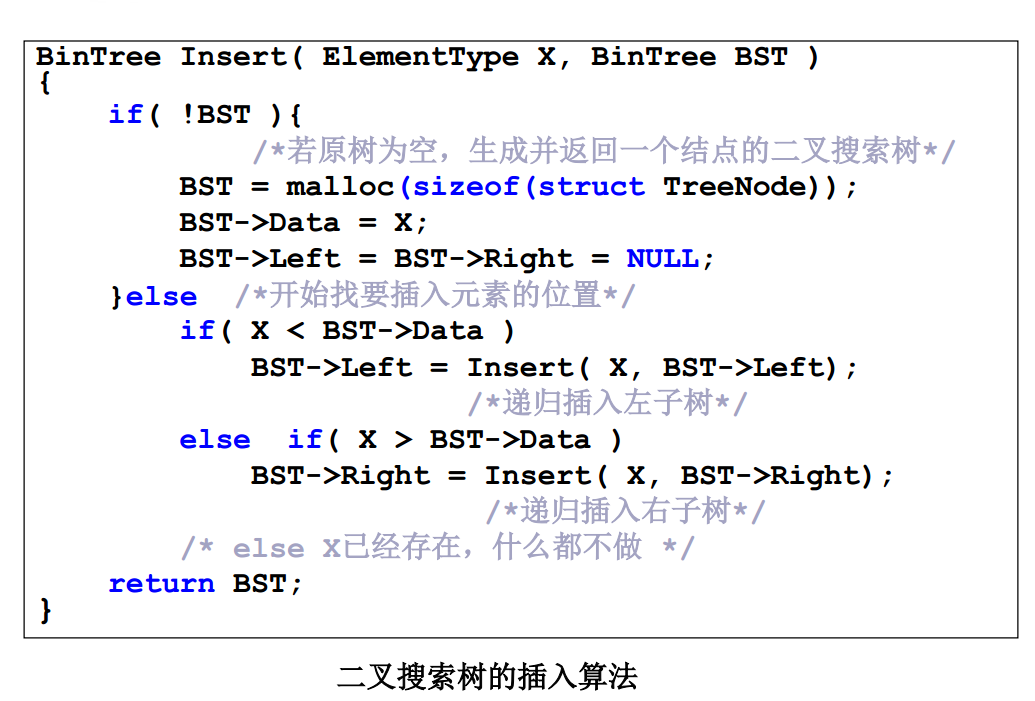 BinTree Insert( ElementType X, BinTree BST )
{
    if( !BST ){
            /*若原树为空，生成并返回一个结点的二叉搜索树*/
        BST = malloc(sizeof(struct TreeNode));
        BST->Data = X;
        BST->Left = BST->Right = NULL;
    }else  /*开始找要插入元素的位置*/
        if( X < BST->Data )
            BST->Left = Insert( X, BST->Left);
                        /*递归插入左子树*/
        else  if( X > BST->Data )
            BST->Right = Insert( X, BST->Right);
                         /*递归插入右子树*/
        /* else X已经存在，什么都不做 */
    return BST;
}
二叉搜索树的插入算法